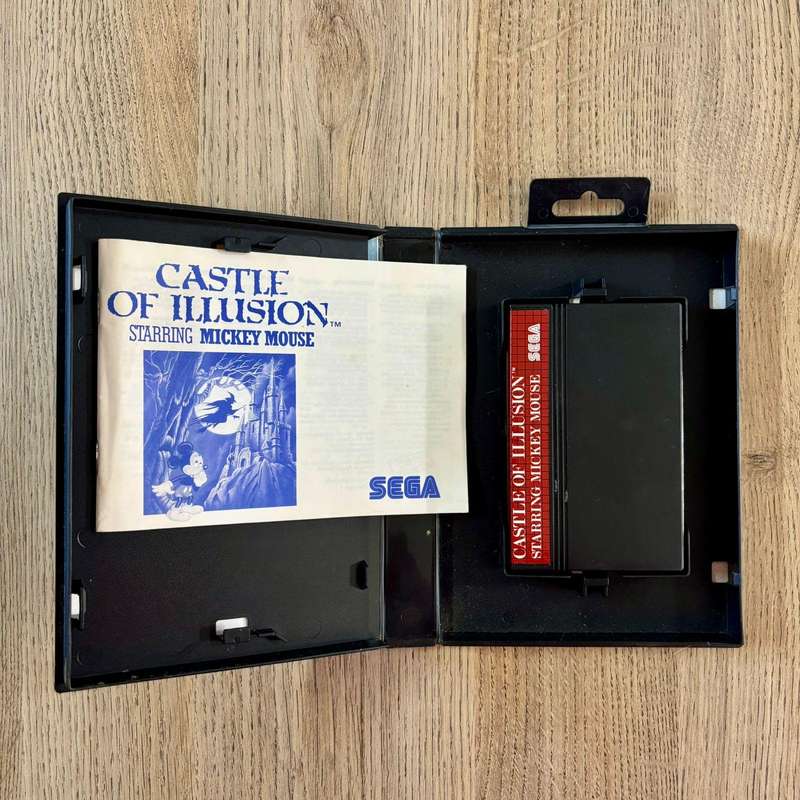 CASTLE
OF ILLUSION™
STARRING MICKEY MOUSE
SEGA
CASTLE OF ILLUSION™
STARRING MICKEY MOUSE
SEGA